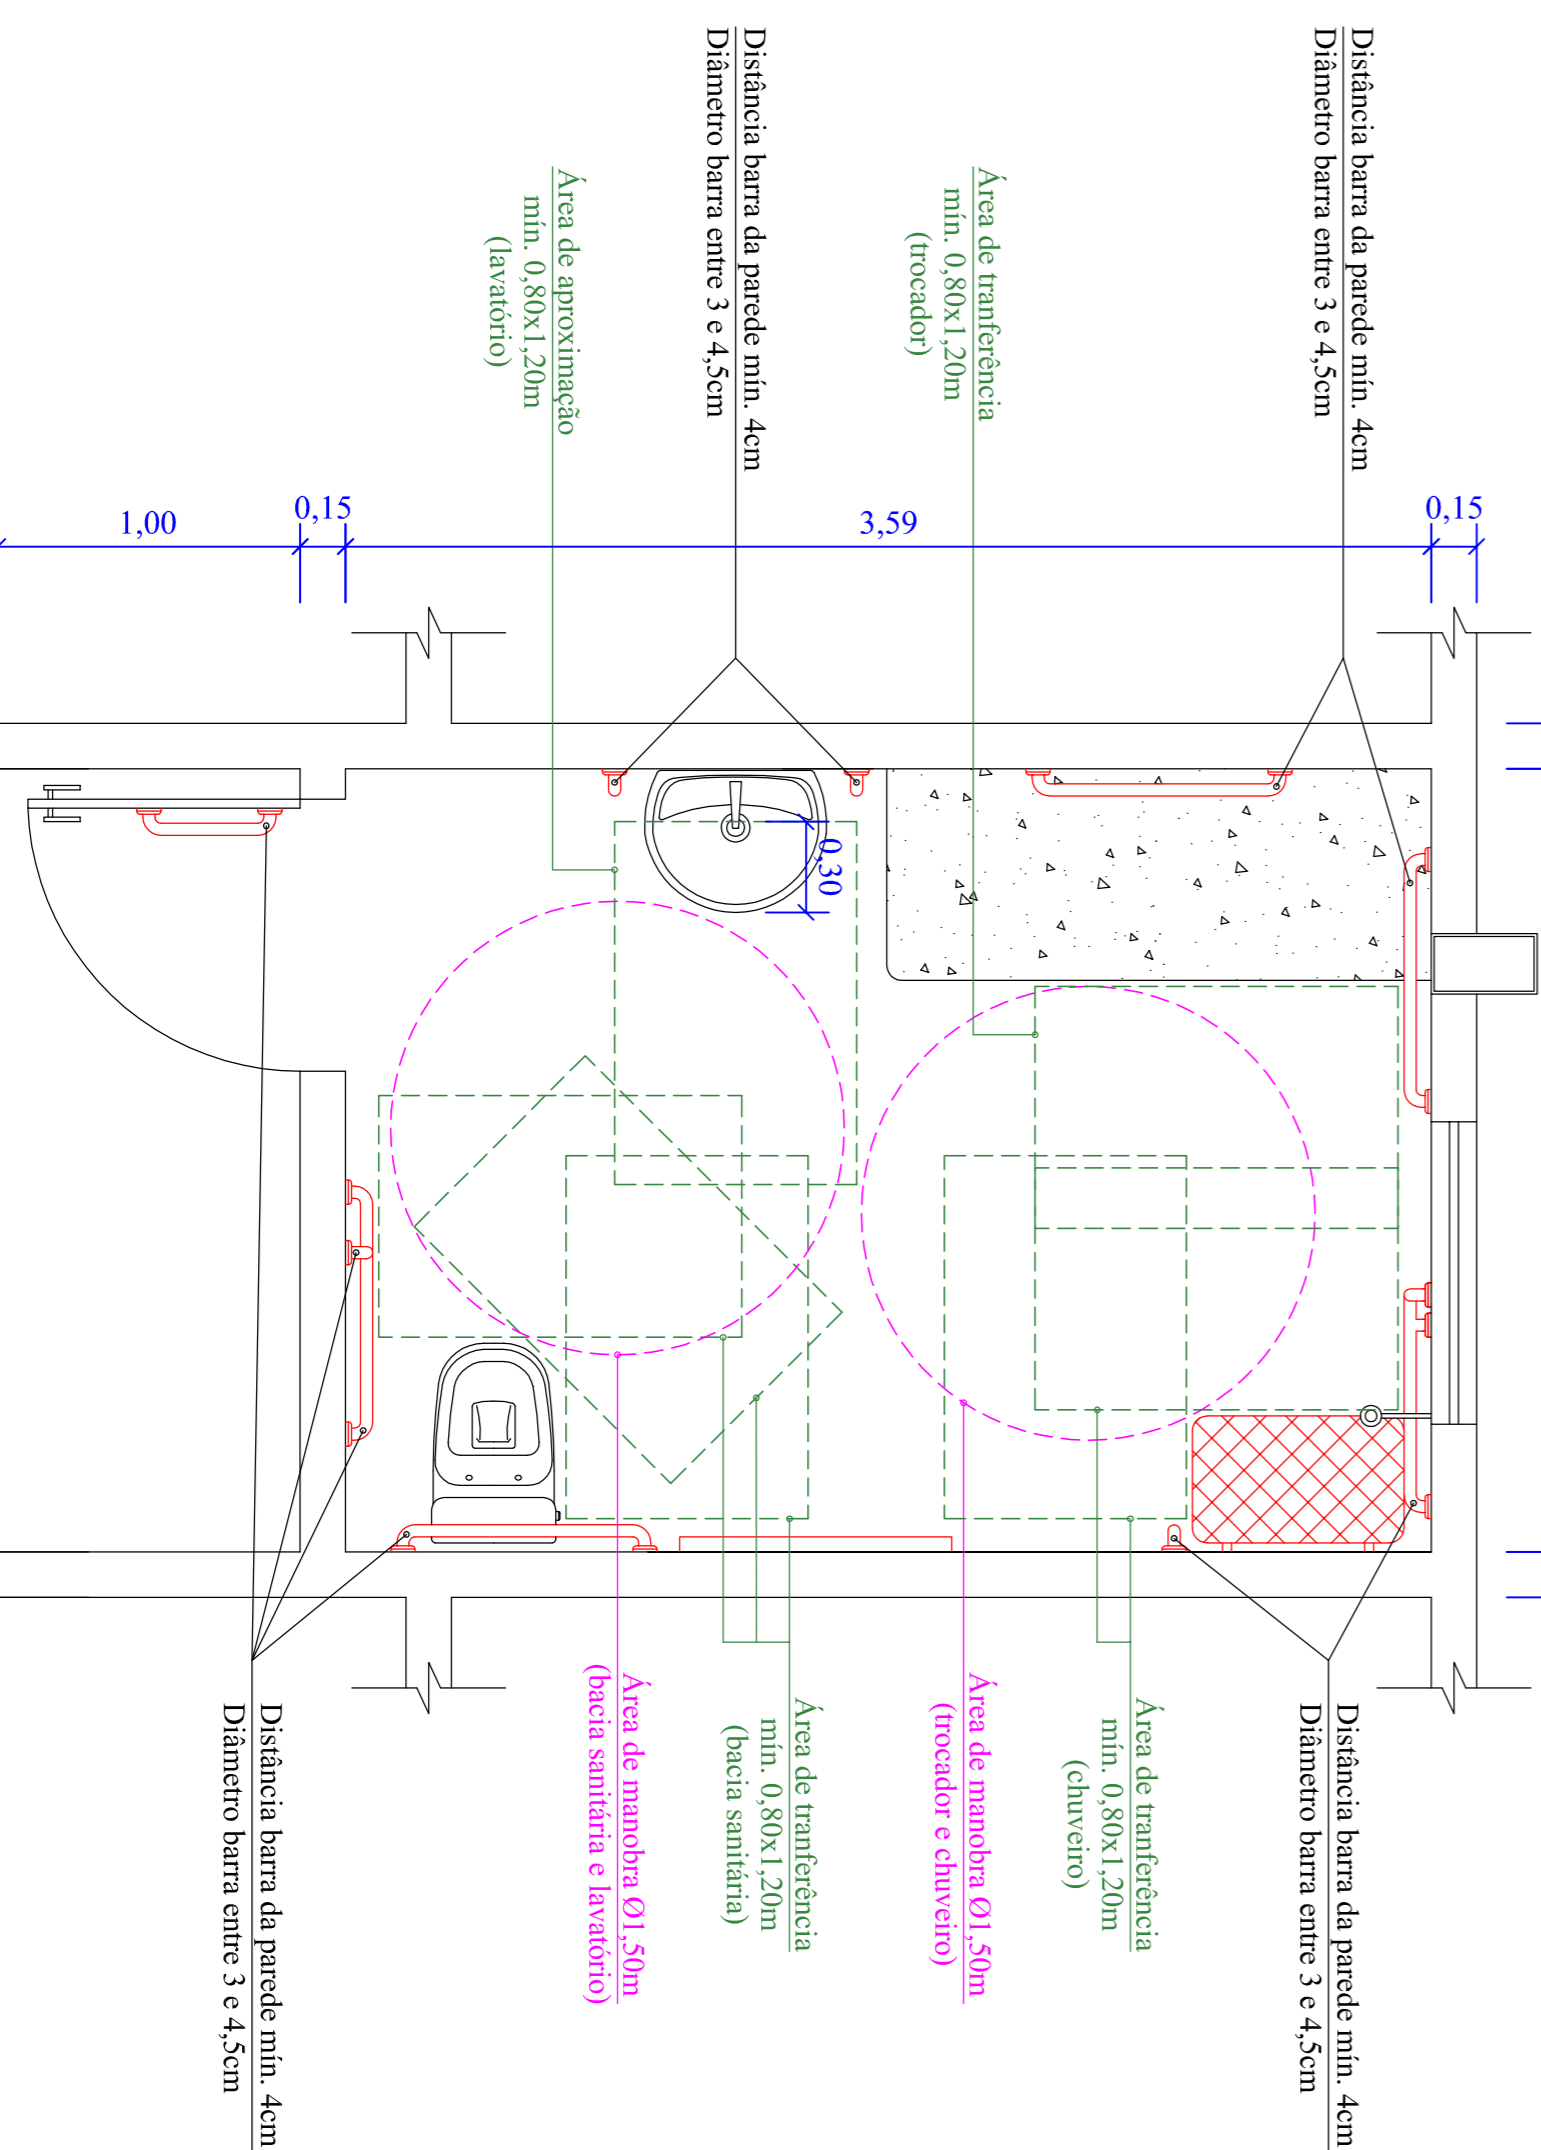 Distância barra da parede mín. 4cm
Diâmetro barra entre 3 e 4,5cm
Distância barra da parede mín. 4cm
Diâmetro barra entre 3 e 4,5cm
Área de tranferência
mín. 0,80x1,20m
(trocador)
Área de aproximação
mín. 0,80x1,20m
(lavatório)
1,00
0,15
3,59
0,15
0,30
Distância barra da parede mín. 4cm
Diâmetro barra entre 3 e 4,5cm
Área de tranferência
mín. 0,80x1,20m
(chuveiro)
Área de manobra Ø1,50m
(trocador e chuveiro)
Área de tranferência
mín. 0,80x1,20m
(bacia sanitária)
Área de manobra Ø1,50m
(bacia sanitária e lavatório)
Distância barra da parede mín. 4cm
Diâmetro barra entre 3 e 4,5cm